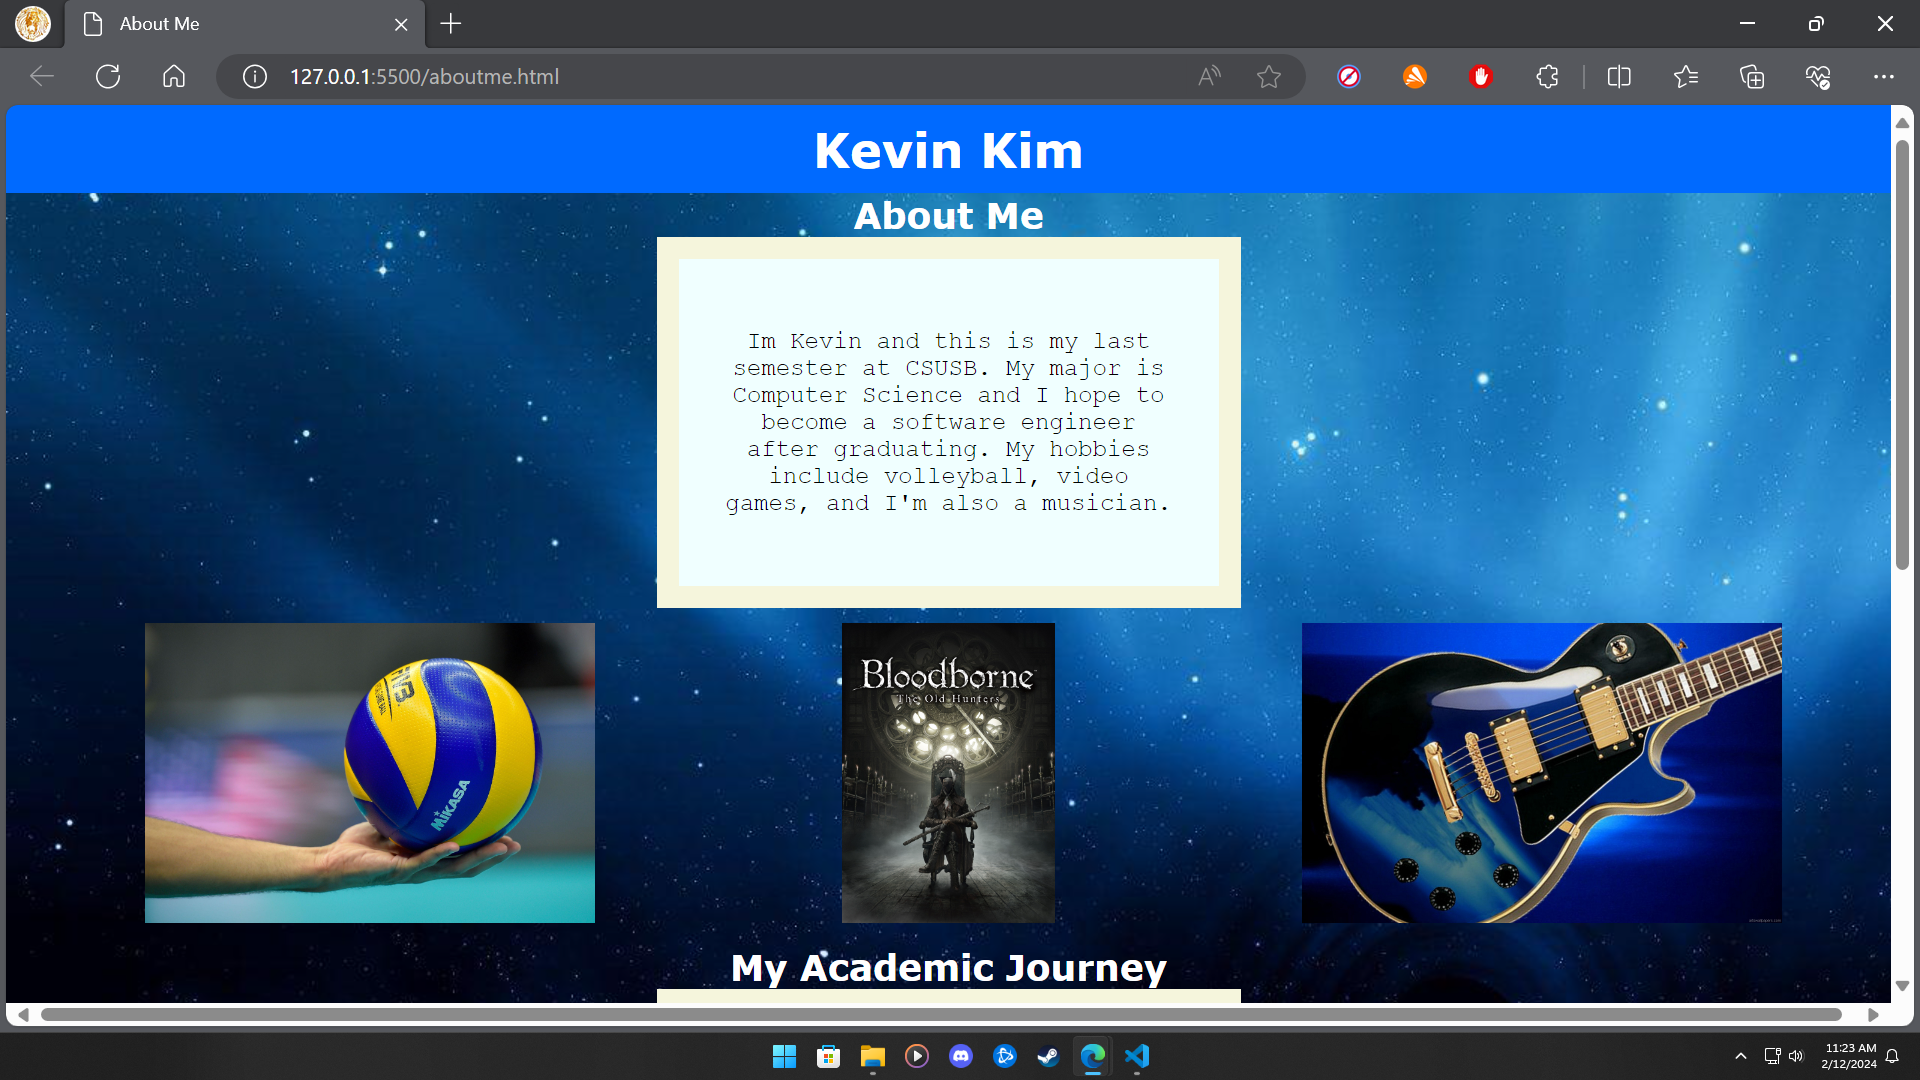 About Me
127.0.0.1:5500/aboutme.html
Kevin Kim
About Me
Im Kevin and this is my last
semester at CSUSB. My major is
Computer Science and I hope to
become a software engineer
after graduating. My hobbies
include volleyball, video
games, and I'm also a musician.
MIKASA
Bloodborne
The Old Hunters
My Academic Journey
11:23 AM
2/12/2024